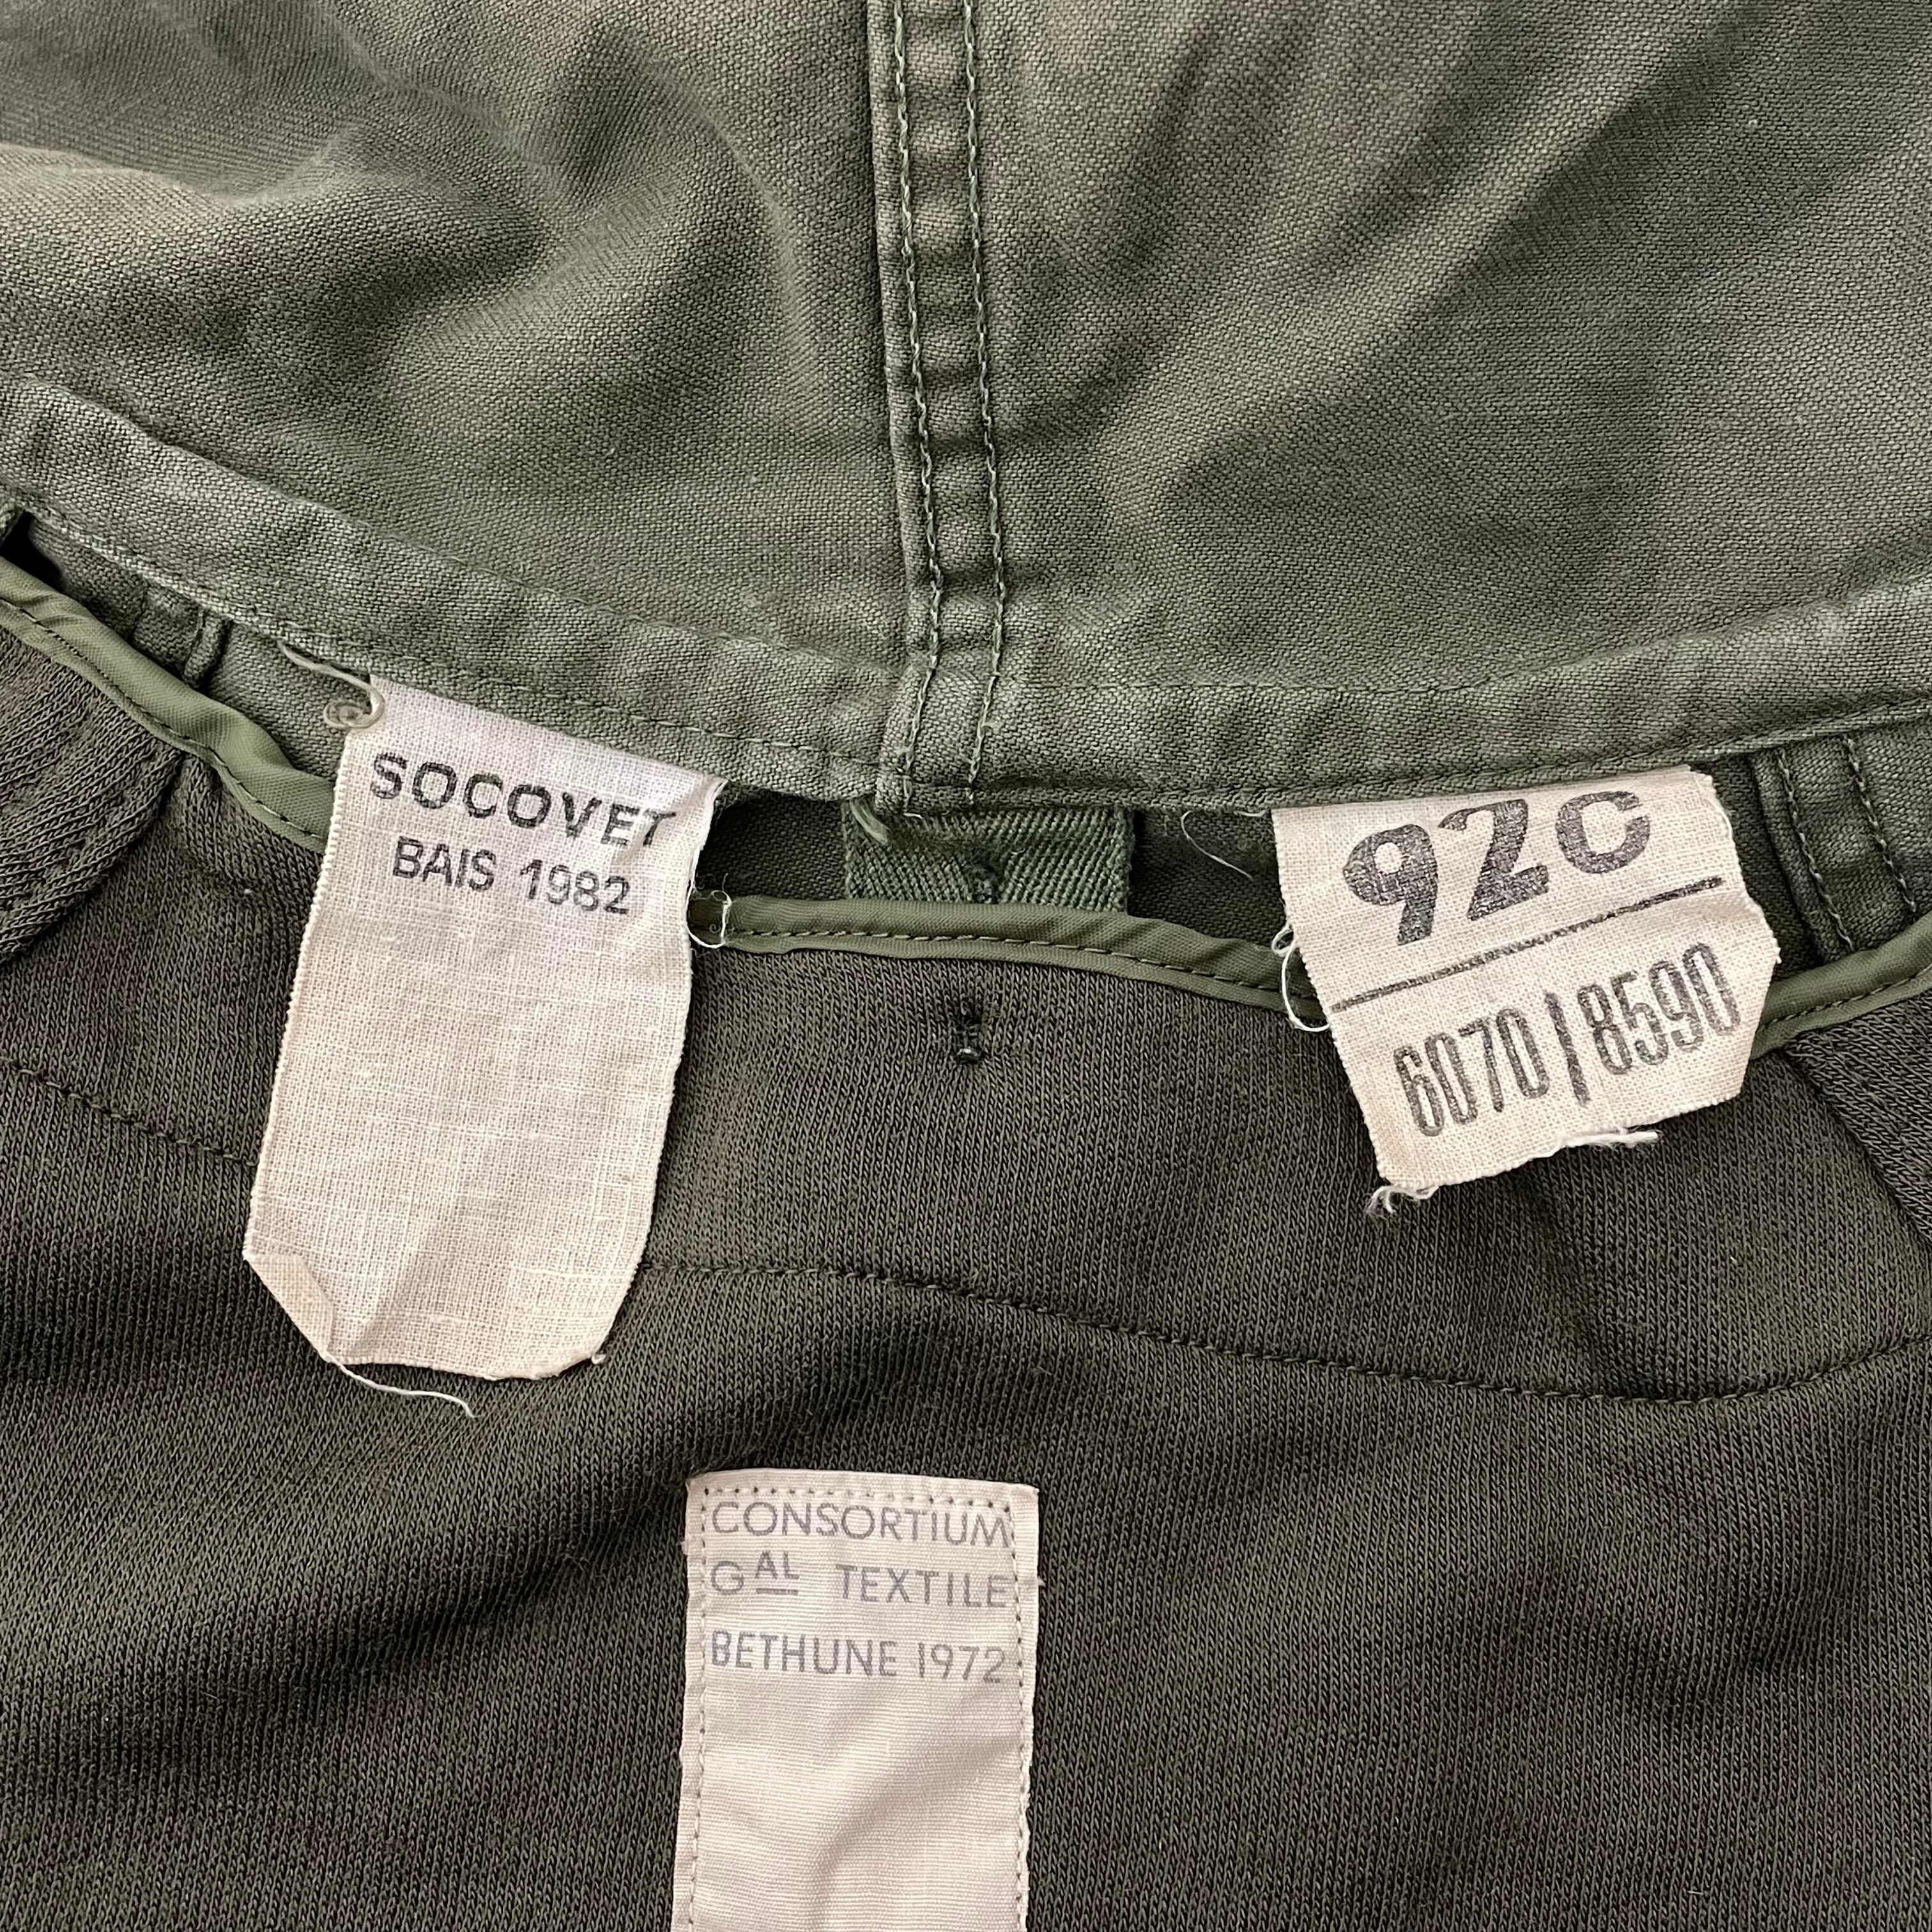 SOCOVET
BAIS 1982
92C
6070/8590
CONSORTIUM
GAL TEXTILE
BETHUNE 1972